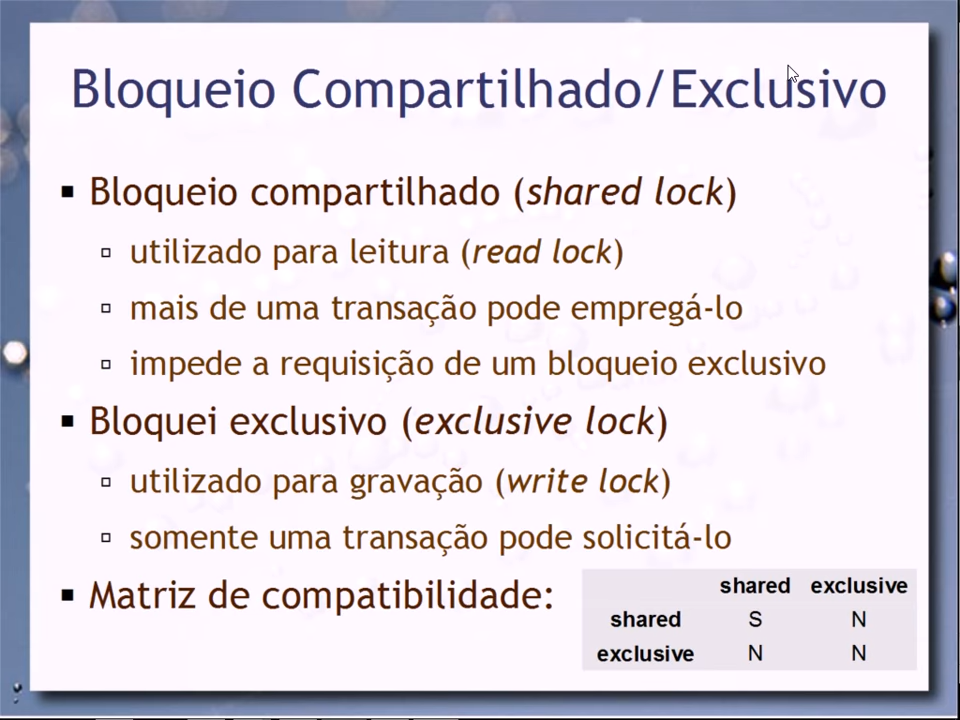 Bloqueio Compartilhado/Exclusivo
Bloqueio compartilhado (shared lock)
utilizado para leitura (read lock)
mais de uma transação pode empregá-lo
impede a requisição de um bloqueio exclusivo
Bloquei exclusivo (exclusive lock)
utilizado para gravação (write lock)
somente uma transação pode solicitá-lo
Matriz de compatibilidade:
shared exclusive
shared S N
exclusive N N